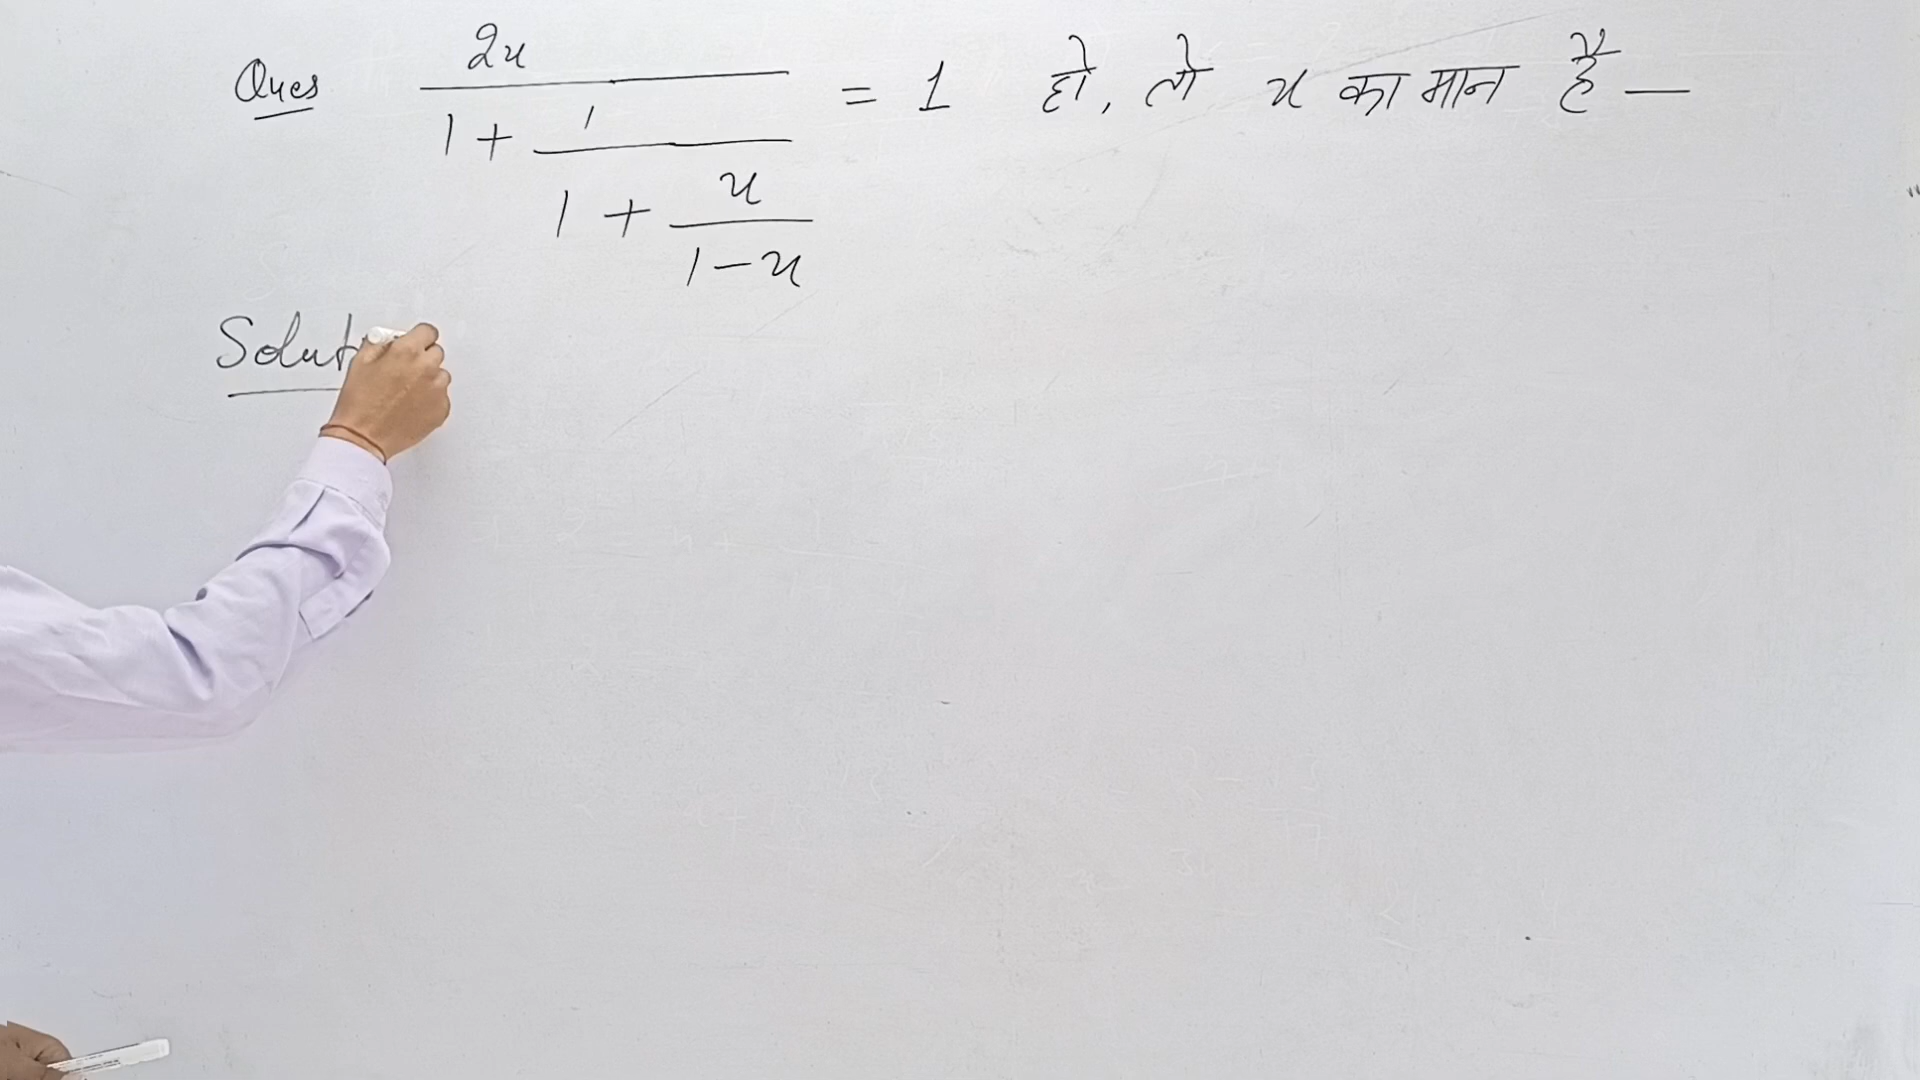 Ques 2x / (1 + 1 / (1 + x / (1 - x))) = 1 हो, तो x का मान है —
Solut